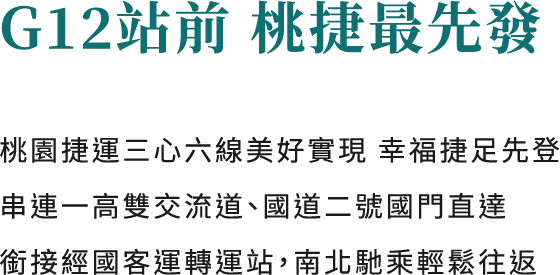 G12站前 桃捷最先發
桃園捷運三心六線美好實現 幸福捷足先登
串連一高雙交流道、國道二號國門直達
銜接經國客運轉運站，南北馳乘輕鬆往返